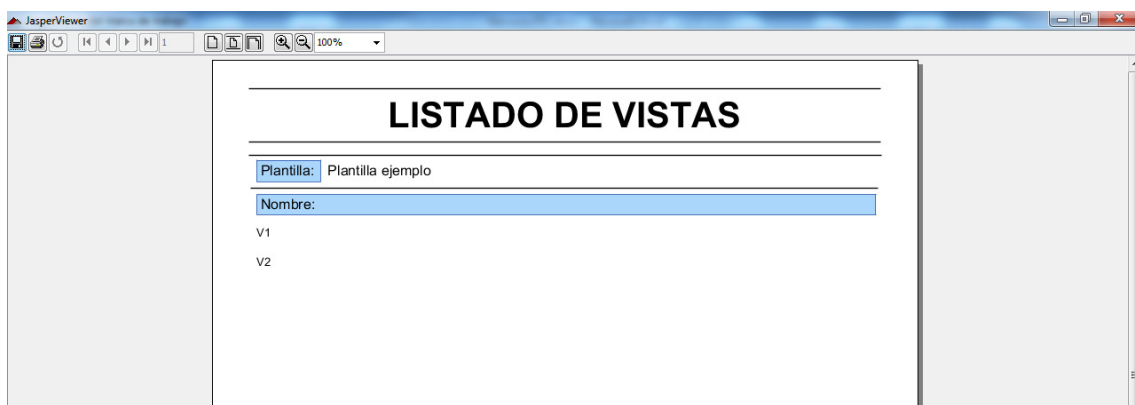 JasperViewer
1
100%
LISTADO DE VISTAS
Plantilla: Plantilla ejemplo
Nombre:
V1
V2